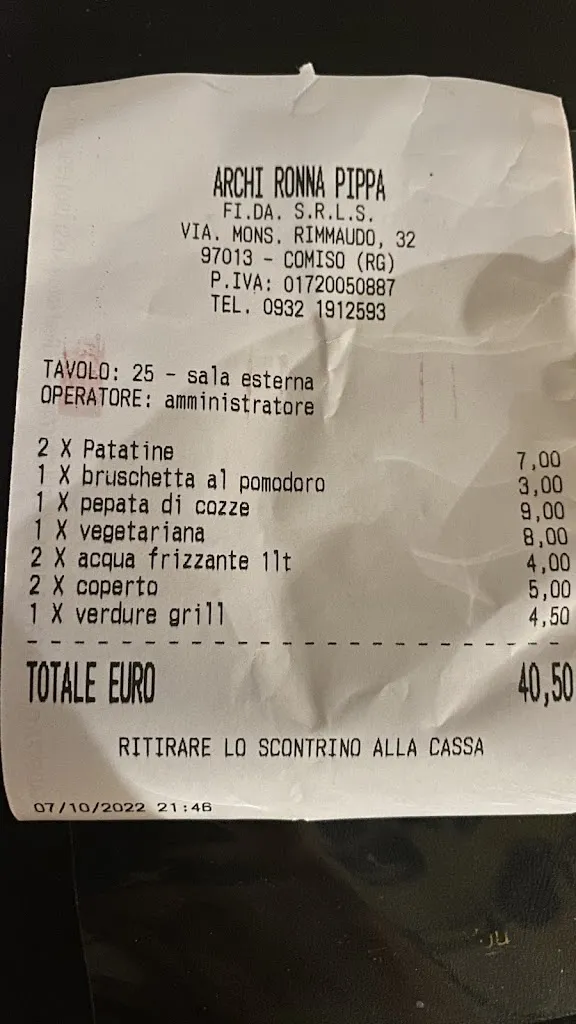 ARCHI RONNA PIPPA
FI.DA. S.R.L.S.
VIA. MONS. RIMMAUDO, 32
97013 - COMISO (RG)
P.IVA: 01720050887
TEL. 0932 1912593
TAVOLO: 25 - sala esterna
OPERATORE: amministratore
2 X Patatine 7,00
1 X bruschetta al pomodoro 3,00
1 X pepata di cozze 9,00
1 X vegetariana 8,00
2 X acqua frizzante 1lt 4,00
2 X coperto 5,00
1 X verdure grill 4,50
TOTALE EURO 40,50
RITIRARE LO SCONTRINO ALLA CASSA
07/10/2022 21:46